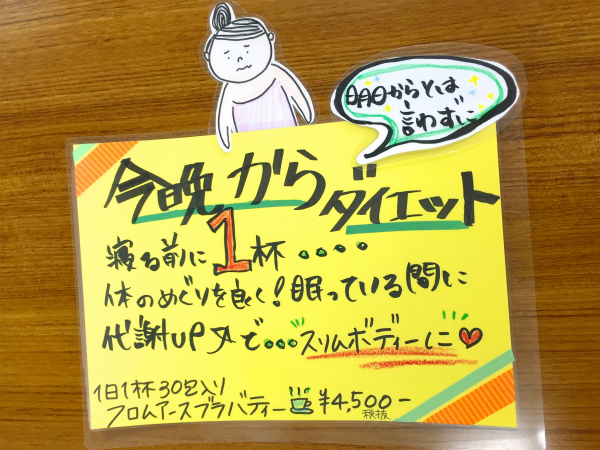 明日からとは
言わずに
今晩からダイエット
寝る前に1杯....
体のめぐりを良く!眠っている間に
代謝UP↗で...スリムボディーに♥
1日1杯30包入り
フロムアースブラバティー ¥4,500-
税抜